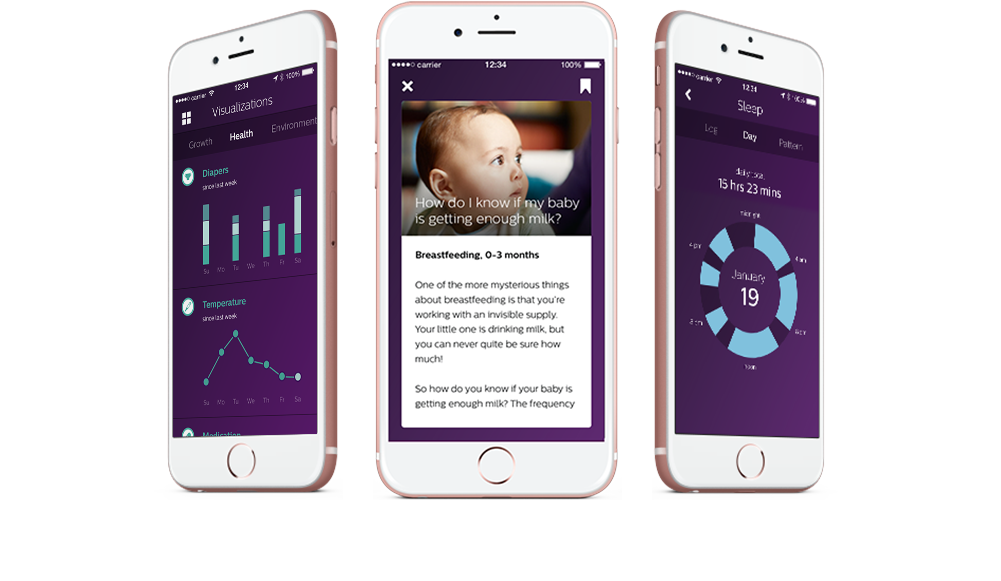 carrier 12:34 100%
Visualizations
Growth Health Environment
Diapers
since last week
Su Mo Tu We Th Fr Sa
Temperature
since last week
Su Mo Tu We Th Fr Sa
Medication
carrier 12:34 100%
How do I know if my baby
is getting enough milk?
Breastfeeding, 0-3 months
One of the more mysterious things
about breastfeeding is that you're
working with an invisible supply.
Your little one is drinking milk, but
you can never quite be sure how
much!
So how do you know if your baby is
getting enough milk? The frequency
carrier 12:34 100%
Sleep
Log Day Pattern
daily total
15 hrs 23 mins
midnight
4 pm 4 am
January
19
8 pm
noon